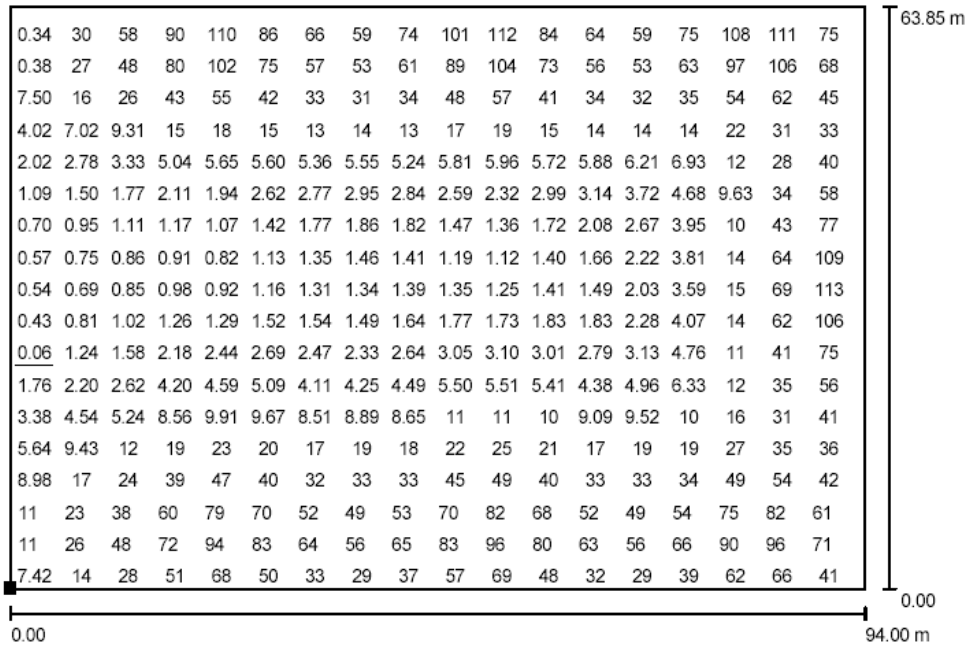 63.85 m
0.34 30 58 90 110 86 66 59 74 101 112 84 64 59 75 108 111 75
0.38 27 48 80 102 75 57 53 61 89 104 73 56 53 63 97 106 68
7.50 16 26 43 55 42 33 31 34 48 57 41 34 32 35 54 62 45
4.02 7.02 9.31 15 18 15 13 14 13 17 19 15 14 14 14 22 31 33
2.02 2.78 3.33 5.04 5.65 5.60 5.36 5.55 5.24 5.81 5.96 5.72 5.88 6.21 6.93 12 28 40
1.09 1.50 1.77 2.11 1.94 2.62 2.77 2.95 2.84 2.59 2.32 2.99 3.14 3.72 4.68 9.63 34 58
0.70 0.95 1.11 1.17 1.07 1.42 1.77 1.86 1.82 1.47 1.36 1.72 2.08 2.67 3.95 10 43 77
0.57 0.75 0.86 0.91 0.82 1.13 1.35 1.46 1.41 1.19 1.12 1.40 1.66 2.22 3.81 14 64 109
0.54 0.69 0.85 0.98 0.92 1.16 1.31 1.34 1.39 1.35 1.25 1.41 1.49 2.03 3.59 15 69 113
0.43 0.81 1.02 1.26 1.29 1.52 1.54 1.49 1.64 1.77 1.73 1.83 1.83 2.28 4.07 14 62 106
0.06 1.24 1.58 2.18 2.44 2.69 2.47 2.33 2.64 3.05 3.10 3.01 2.79 3.13 4.76 11 41 75
1.76 2.20 2.62 4.20 4.59 5.09 4.11 4.25 4.49 5.50 5.51 5.41 4.38 4.96 6.33 12 35 56
3.38 4.54 5.24 8.56 9.91 9.67 8.51 8.89 8.65 11 11 10 9.09 9.52 10 16 31 41
5.64 9.43 12 19 23 20 17 19 18 22 25 21 17 19 19 27 35 36
8.98 17 24 39 47 40 32 33 33 45 49 40 33 33 34 49 54 42
11 23 38 60 79 70 52 49 53 70 82 68 52 49 54 75 82 61
11 26 48 72 94 83 64 56 65 83 96 80 63 56 66 90 96 71
7.42 14 28 51 68 50 33 29 37 57 69 48 32 29 39 62 66 41
0.00
0.00 94.00 m